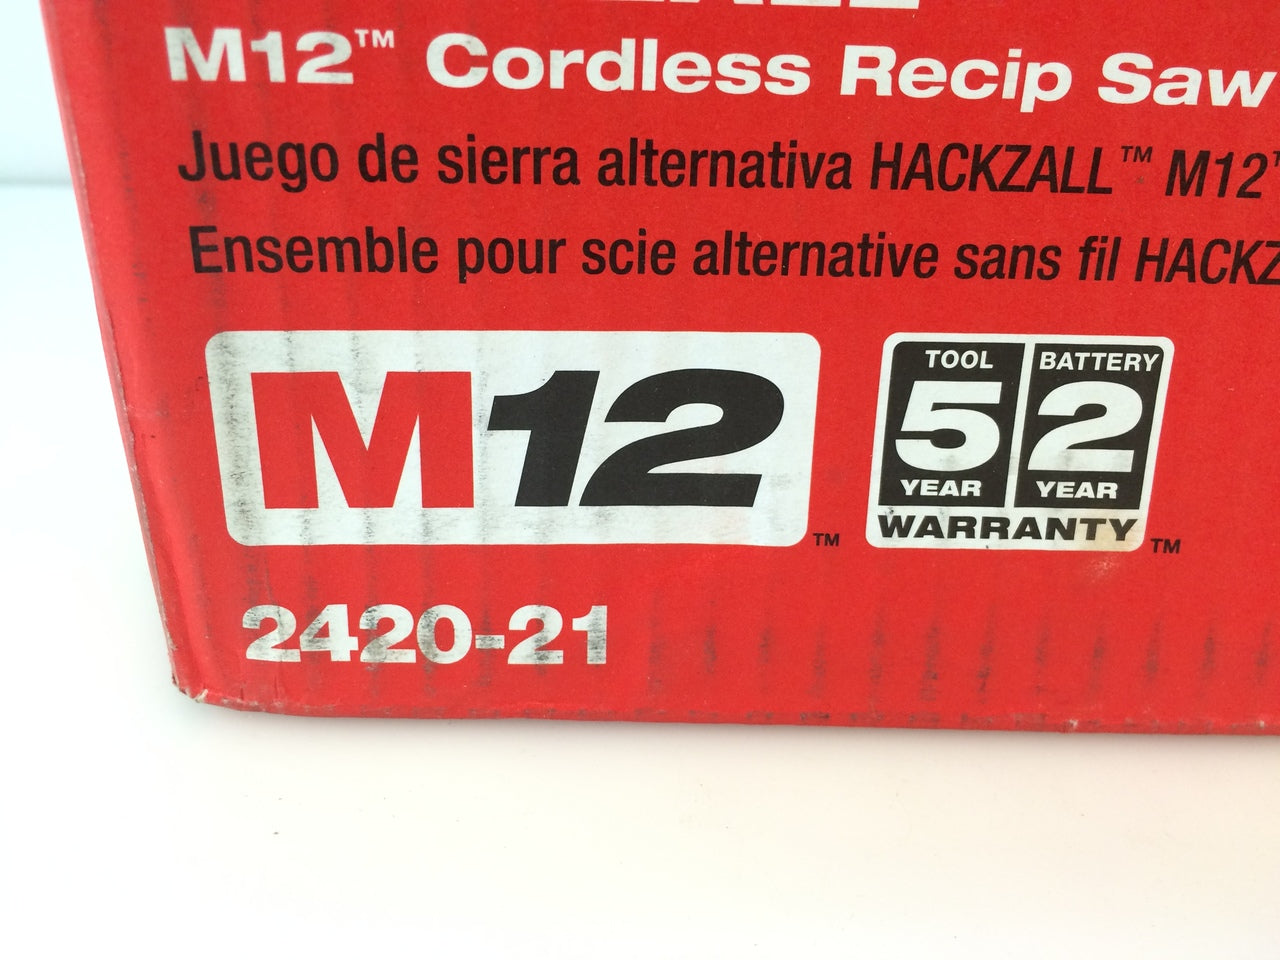 M12™ Cordless Recip Saw
Juego de sierra alternativa HACKZALL™ M12™
Ensemble pour scie alternative sans fil
M12™
TOOL 5 YEAR
BATTERY 2 YEAR
WARRANTY™
2420-21